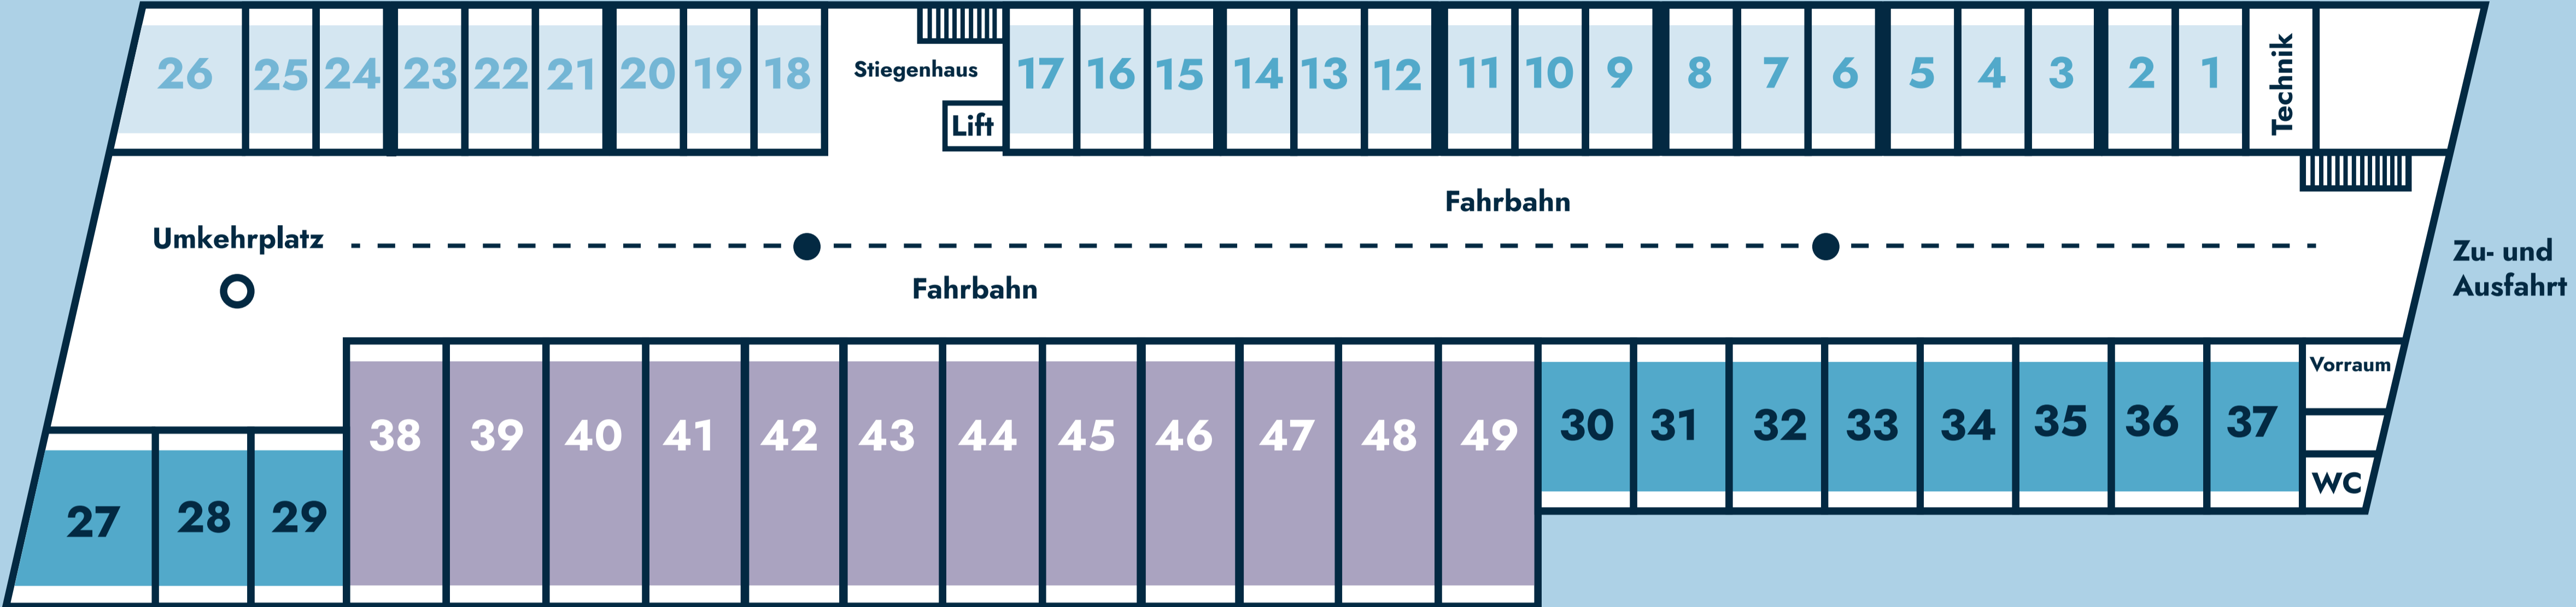 26 25 24 23 22 21 20 19 18
Stiegenhaus
Lift
17 16 15 14 13 12 11 10 9 8 7 6 5 4 3 2 1
Technik
Fahrbahn
Umkehrplatz
Fahrbahn
Zu- und
Ausfahrt
38 39 40 41 42 43 44 45 46 47 48 49
30 31 32 33 34 35 36 37
Vorraum
WC
27 28 29